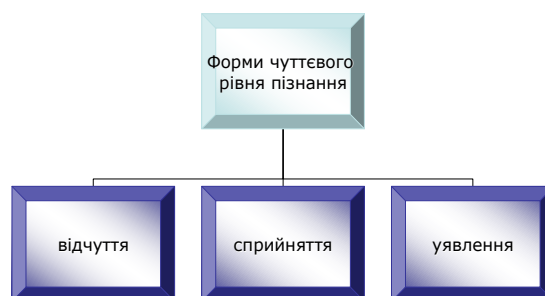 Форми чуттєвого
рівня пізнання
відчуття
сприйняття
уявлення